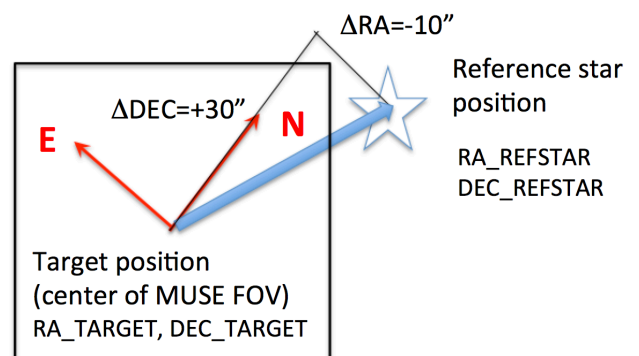 ΔRA=-10”
Reference star
position
ΔDEC=+30”
N
E
RA_REFSTAR
DEC_REFSTAR
Target position
(center of MUSE FOV)
RA_TARGET, DEC_TARGET